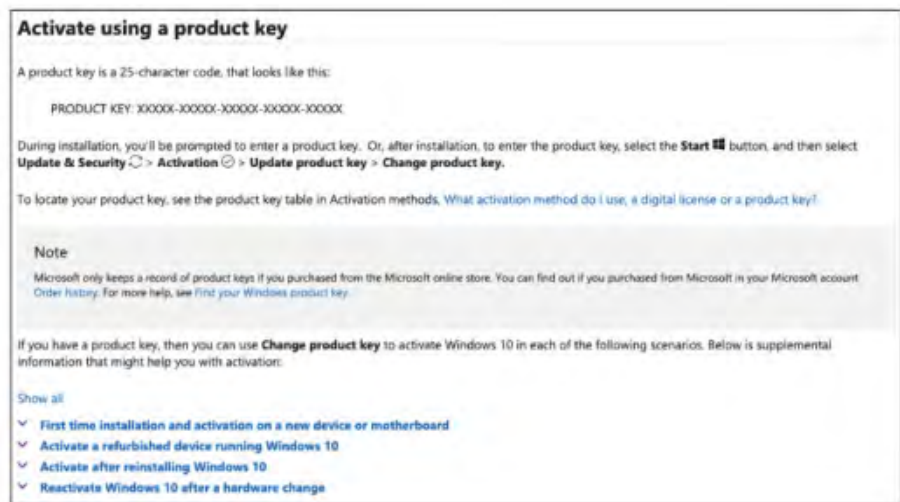 Activate using a product key
A product key is a 25-character code, that looks like this:
PRODUCT KEY: XXXXX-XXXXX-XXXXX-XXXXX-XXXXX
During installation, you'll be prompted to enter a product key. Or, after installation, to enter the product key, select the Start button, and then select
Update & Security > Activation > Update product key > Change product key.
To locate your product key, see the product key table in Activation methods, What activation method do I use, a digital license or a product key?
Note
Microsoft only keeps a record of product keys if you purchased from the Microsoft online store. You can find out if you purchased from Microsoft in your Microsoft account
Order history. For more help, see Find your Windows product key.
If you have a product key, then you can use Change product key to activate Windows 10 in each of the following scenarios. Below is supplemental
information that might help you with activation:
Show all
First time installation and activation on a new device or motherboard
Activate a refurbished device running Windows 10
Activate after reinstalling Windows 10
Reactivate Windows 10 after a hardware change